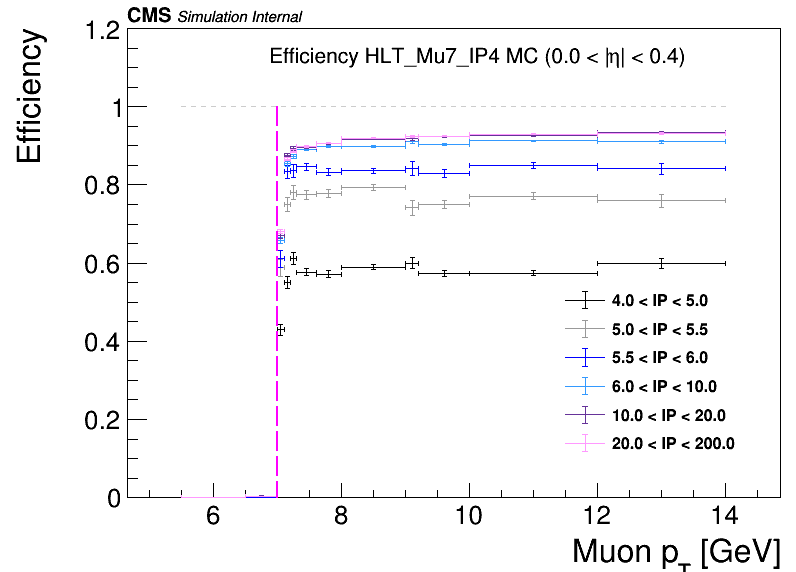 CMS Simulation Internal
Efficiency HLT_Mu7_IP4 MC (0.0 < |η| < 0.4)
Efficiency
1.2
1
0.8
0.6
0.4
0.2
0
4.0 < IP < 5.0
5.0 < IP < 5.5
5.5 < IP < 6.0
6.0 < IP < 10.0
10.0 < IP < 20.0
20.0 < IP < 200.0
6 8 10 12 14
Muon p_T [GeV]